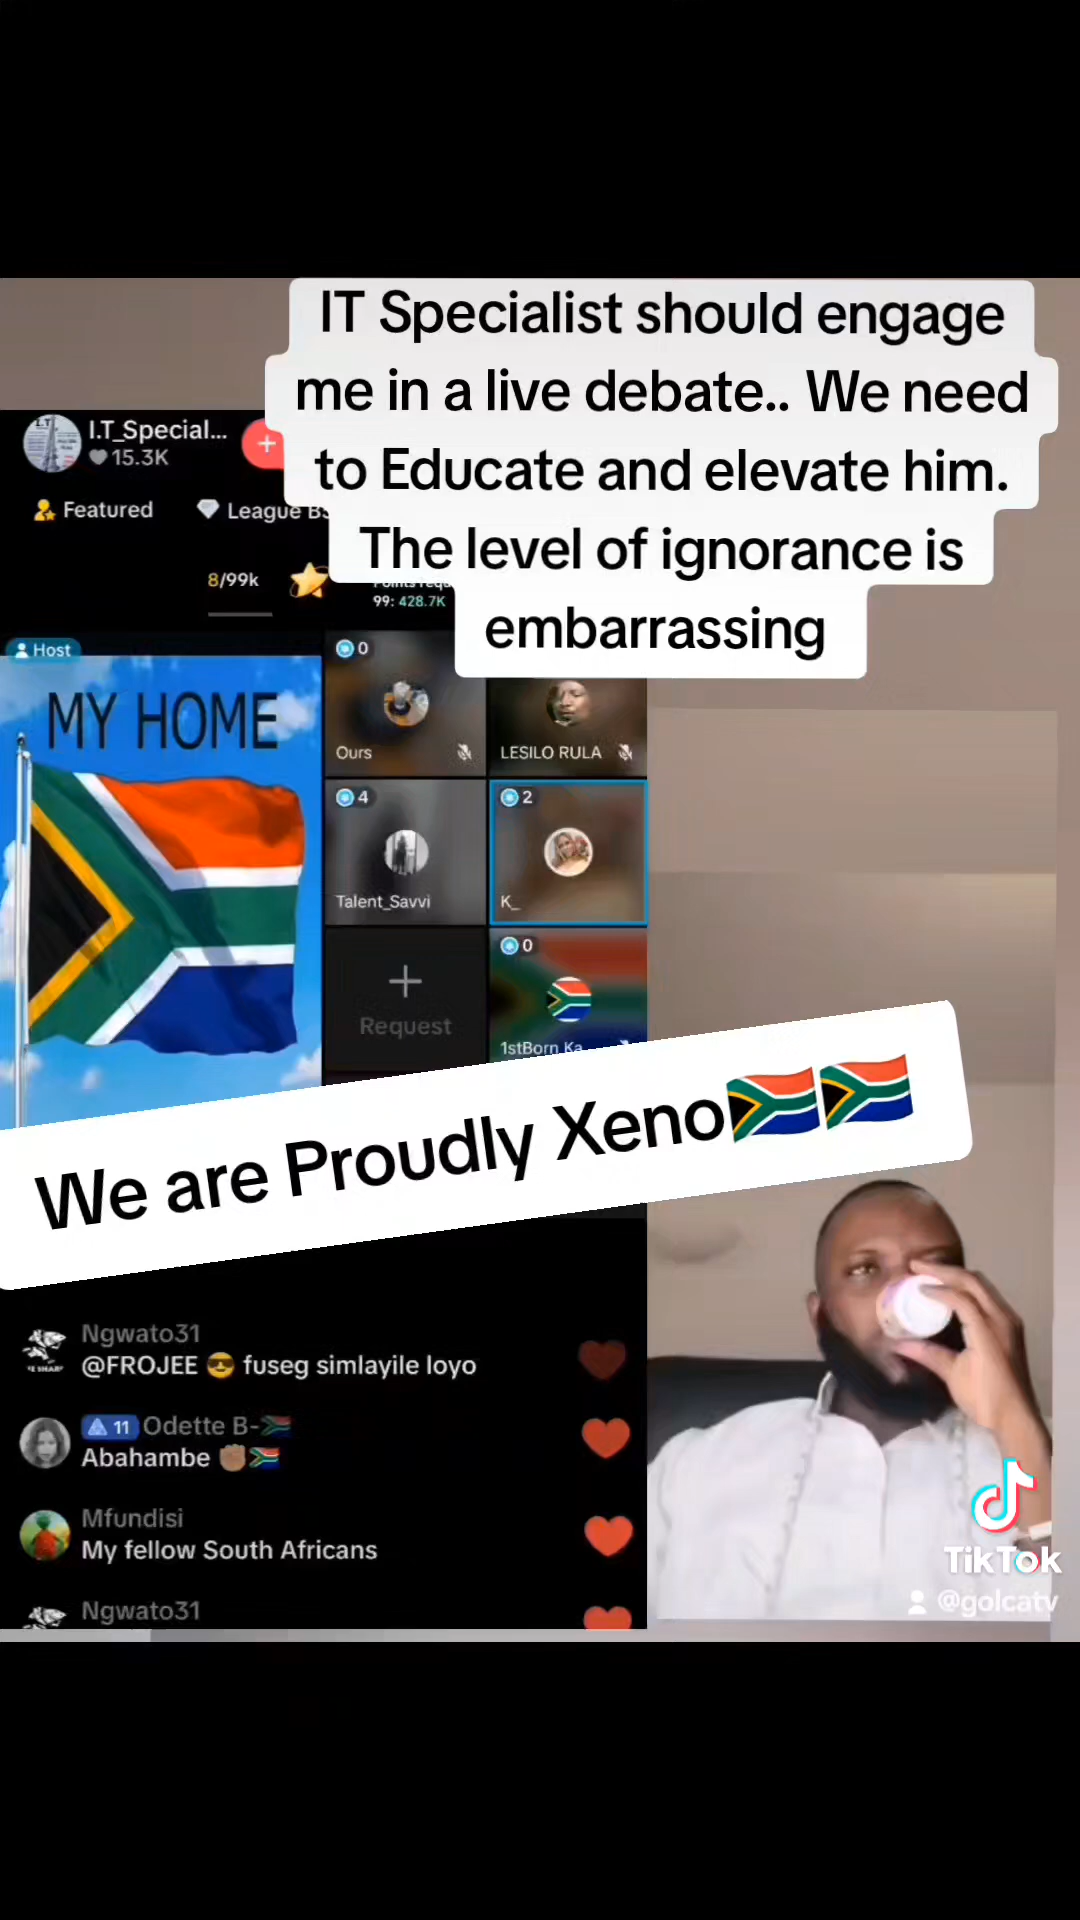 IT Specialist should engage
me in a live debate.. We need
to Educate and elevate him.
The level of ignorance is
embarrassing
I.T_Special...
15.3K
Featured
League
8/99k
99: 428.7K
Host
MY HOME
0
Ours
LESILO RULA
4
Talent_Savvi
2
K_
Request
0
1stBorn Ka
We are Proudly Xeno🇿🇦🇿🇦
Ngwato31
@FROJEE 😎 fuseg simlayile loyo
11 Odette B-🇿🇦
Abahambe ✊🏽🇿🇦
Mfundisi
My fellow South Africans
Ngwato31
TikTok
@golcatv